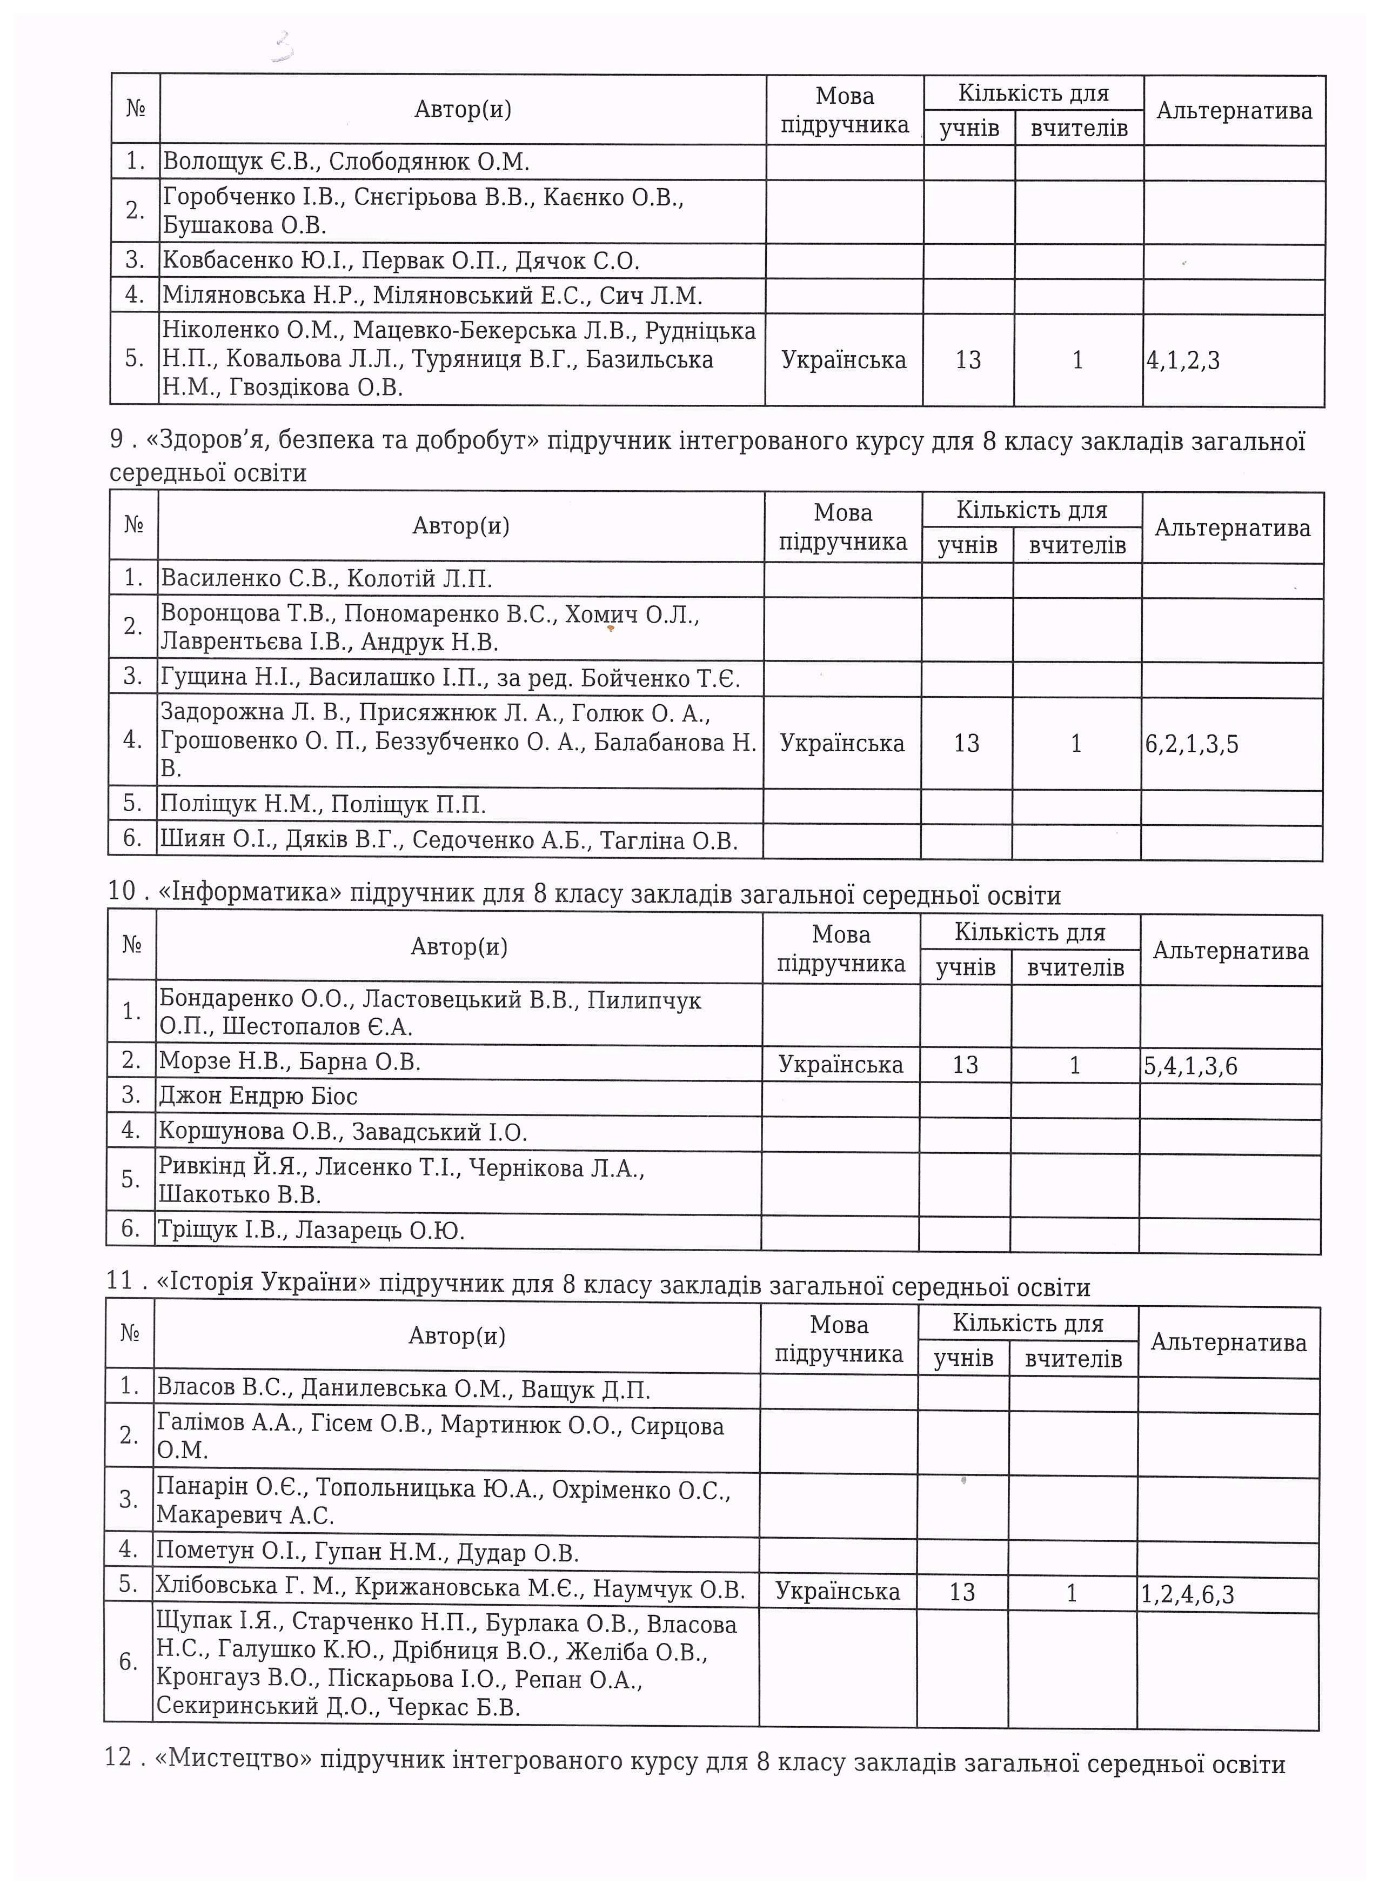 3
№ Автор(и) Мова підручника Кількість для Альтернатива
учнів вчителів
1. Волощук Є.В., Слободянюк О.М.
2. Горобченко І.В., Снєгірьова В.В., Каєнко О.В.,
Бушакова О.В.
3. Ковбасенко Ю.І., Первак О.П., Дячок С.О.
4. Міляновська Н.Р., Міляновський Е.С., Сич Л.М.
5. Ніколенко О.М., Мацевко-Бекерська Л.В., Рудніцька
Н.П., Ковальова Л.Л., Туряниця В.Г., Базильська Українська 13 1 4,1,2,3
Н.М., Гвоздікова О.В.
9 . «Здоров’я, безпека та добробут» підручник інтегрованого курсу для 8 класу закладів загальної
середньої освіти
№ Автор(и) Мова підручника Кількість для Альтернатива
учнів вчителів
1. Василенко С.В., Колотій Л.П.
2. Воронцова Т.В., Пономаренко В.С., Хомич О.Л.,
Лаврентьєва І.В., Андрук Н.В.
3. Гущина Н.І., Василашко І.П., за ред. Бойченко Т.Є.
4. Задорожна Л. В., Присяжнюк Л. А., Голюк О. А.,
Грошовенко О. П., Беззубченко О. А., Балабанова Н. Українська 13 1 6,2,1,3,5
В.
5. Поліщук Н.М., Поліщук П.П.
6. Шиян О.І., Дяків В.Г., Седоченко А.Б., Тагліна О.В.
10 . «Інформатика» підручник для 8 класу закладів загальної середньої освіти
№ Автор(и) Мова підручника Кількість для Альтернатива
учнів вчителів
1. Бондаренко О.О., Ластовецький В.В., Пилипчук
О.П., Шестопалов Є.А.
2. Морзе Н.В., Барна О.В. Українська 13 1 5,4,1,3,6
3. Джон Ендрю Біос
4. Коршунова О.В., Завадський І.О.
5. Ривкінд Й.Я., Лисенко Т.І., Чернікова Л.А.,
Шакотько В.В.
6. Тріщук І.В., Лазарець О.Ю.
11 . «Історія України» підручник для 8 класу закладів загальної середньої освіти
№ Автор(и) Мова підручника Кількість для Альтернатива
учнів вчителів
1. Власов В.С., Данилевська О.М., Ващук Д.П.
2. Галімов А.А., Гісем О.В., Мартинюк О.О., Сирцова
О.М.
3. Панарін О.Є., Топольницька Ю.А., Охріменко О.С.,
Макаревич А.С.
4. Пометун О.І., Гупан Н.М., Дудар О.В.
5. Хлібовська Г. М., Крижановська М.Є., Наумчук О.В. Українська 13 1 1,2,4,6,3
6. Щупак І.Я., Старченко Н.П., Бурлака О.В., Власова
Н.С., Галушко К.Ю., Дрібниця В.О., Желіба О.В.,
Кронгауз В.О., Піскарьова І.О., Репан О.А.,
Секиринський Д.О., Черкас Б.В.
12 . «Мистецтво» підручник інтегрованого курсу для 8 класу закладів загальної середньої освіти